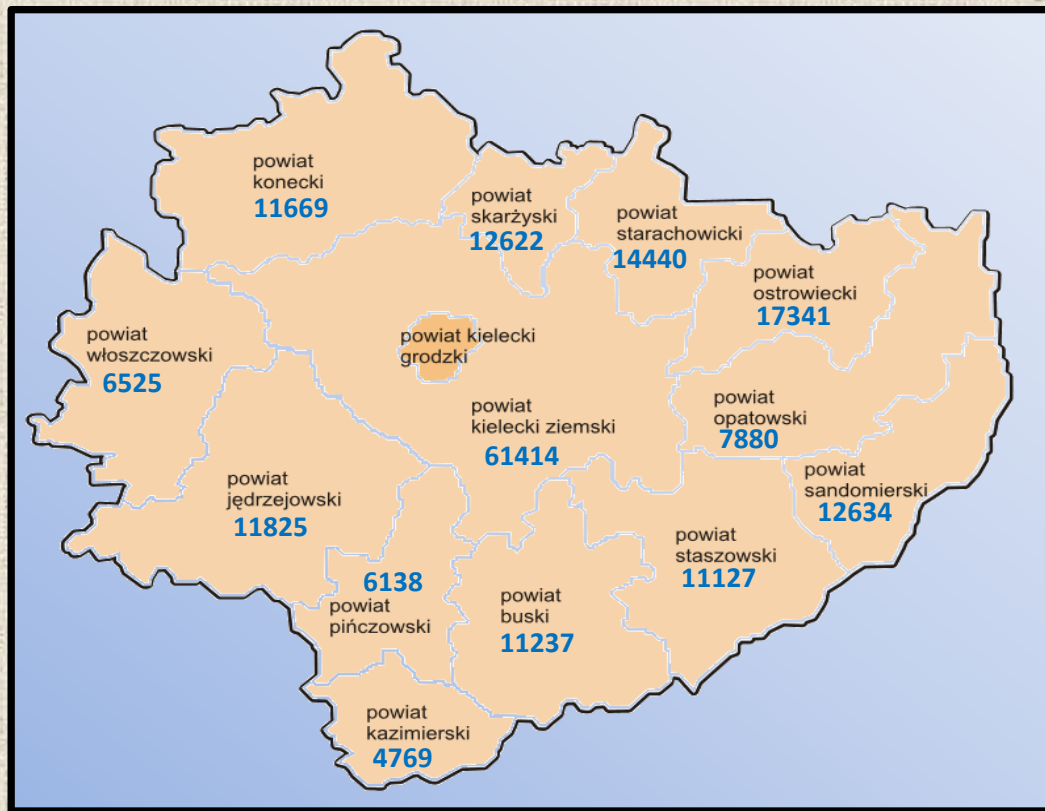 powiat
konecki
11669
powiat
skarżyski
12622
powiat
starachowicki
14440
powiat
ostrowiecki
17341
powiat
włoszczowski
6525
powiat kielecki
grodzki
powiat
kielecki ziemski
61414
powiat
opatowski
7880
powiat
sandomierski
12634
powiat
jędrzejowski
11825
powiat
staszowski
11127
6138
powiat
pińczowski
powiat
buski
11237
powiat
kazimierski
4769